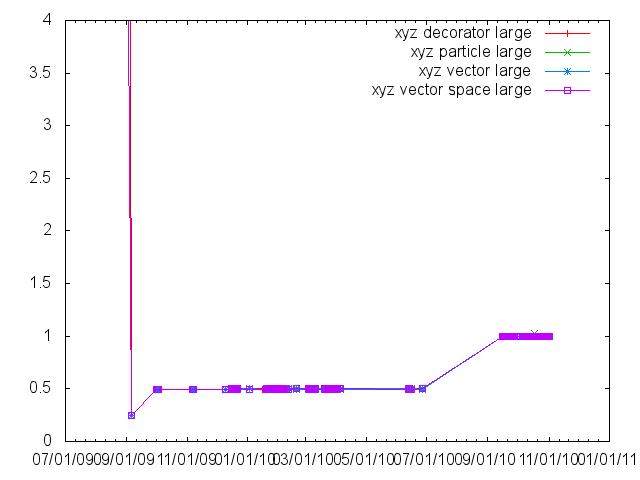 4
xyz decorator large
xyz particle large
3.5
xyz vector large
xyz vector space large
3
2.5
2
1.5
1
0.5
0
07/01/09 09/01/09 11/01/09 01/01/10 03/01/10 05/01/10 07/01/10 09/01/10 11/01/10 01/01/11